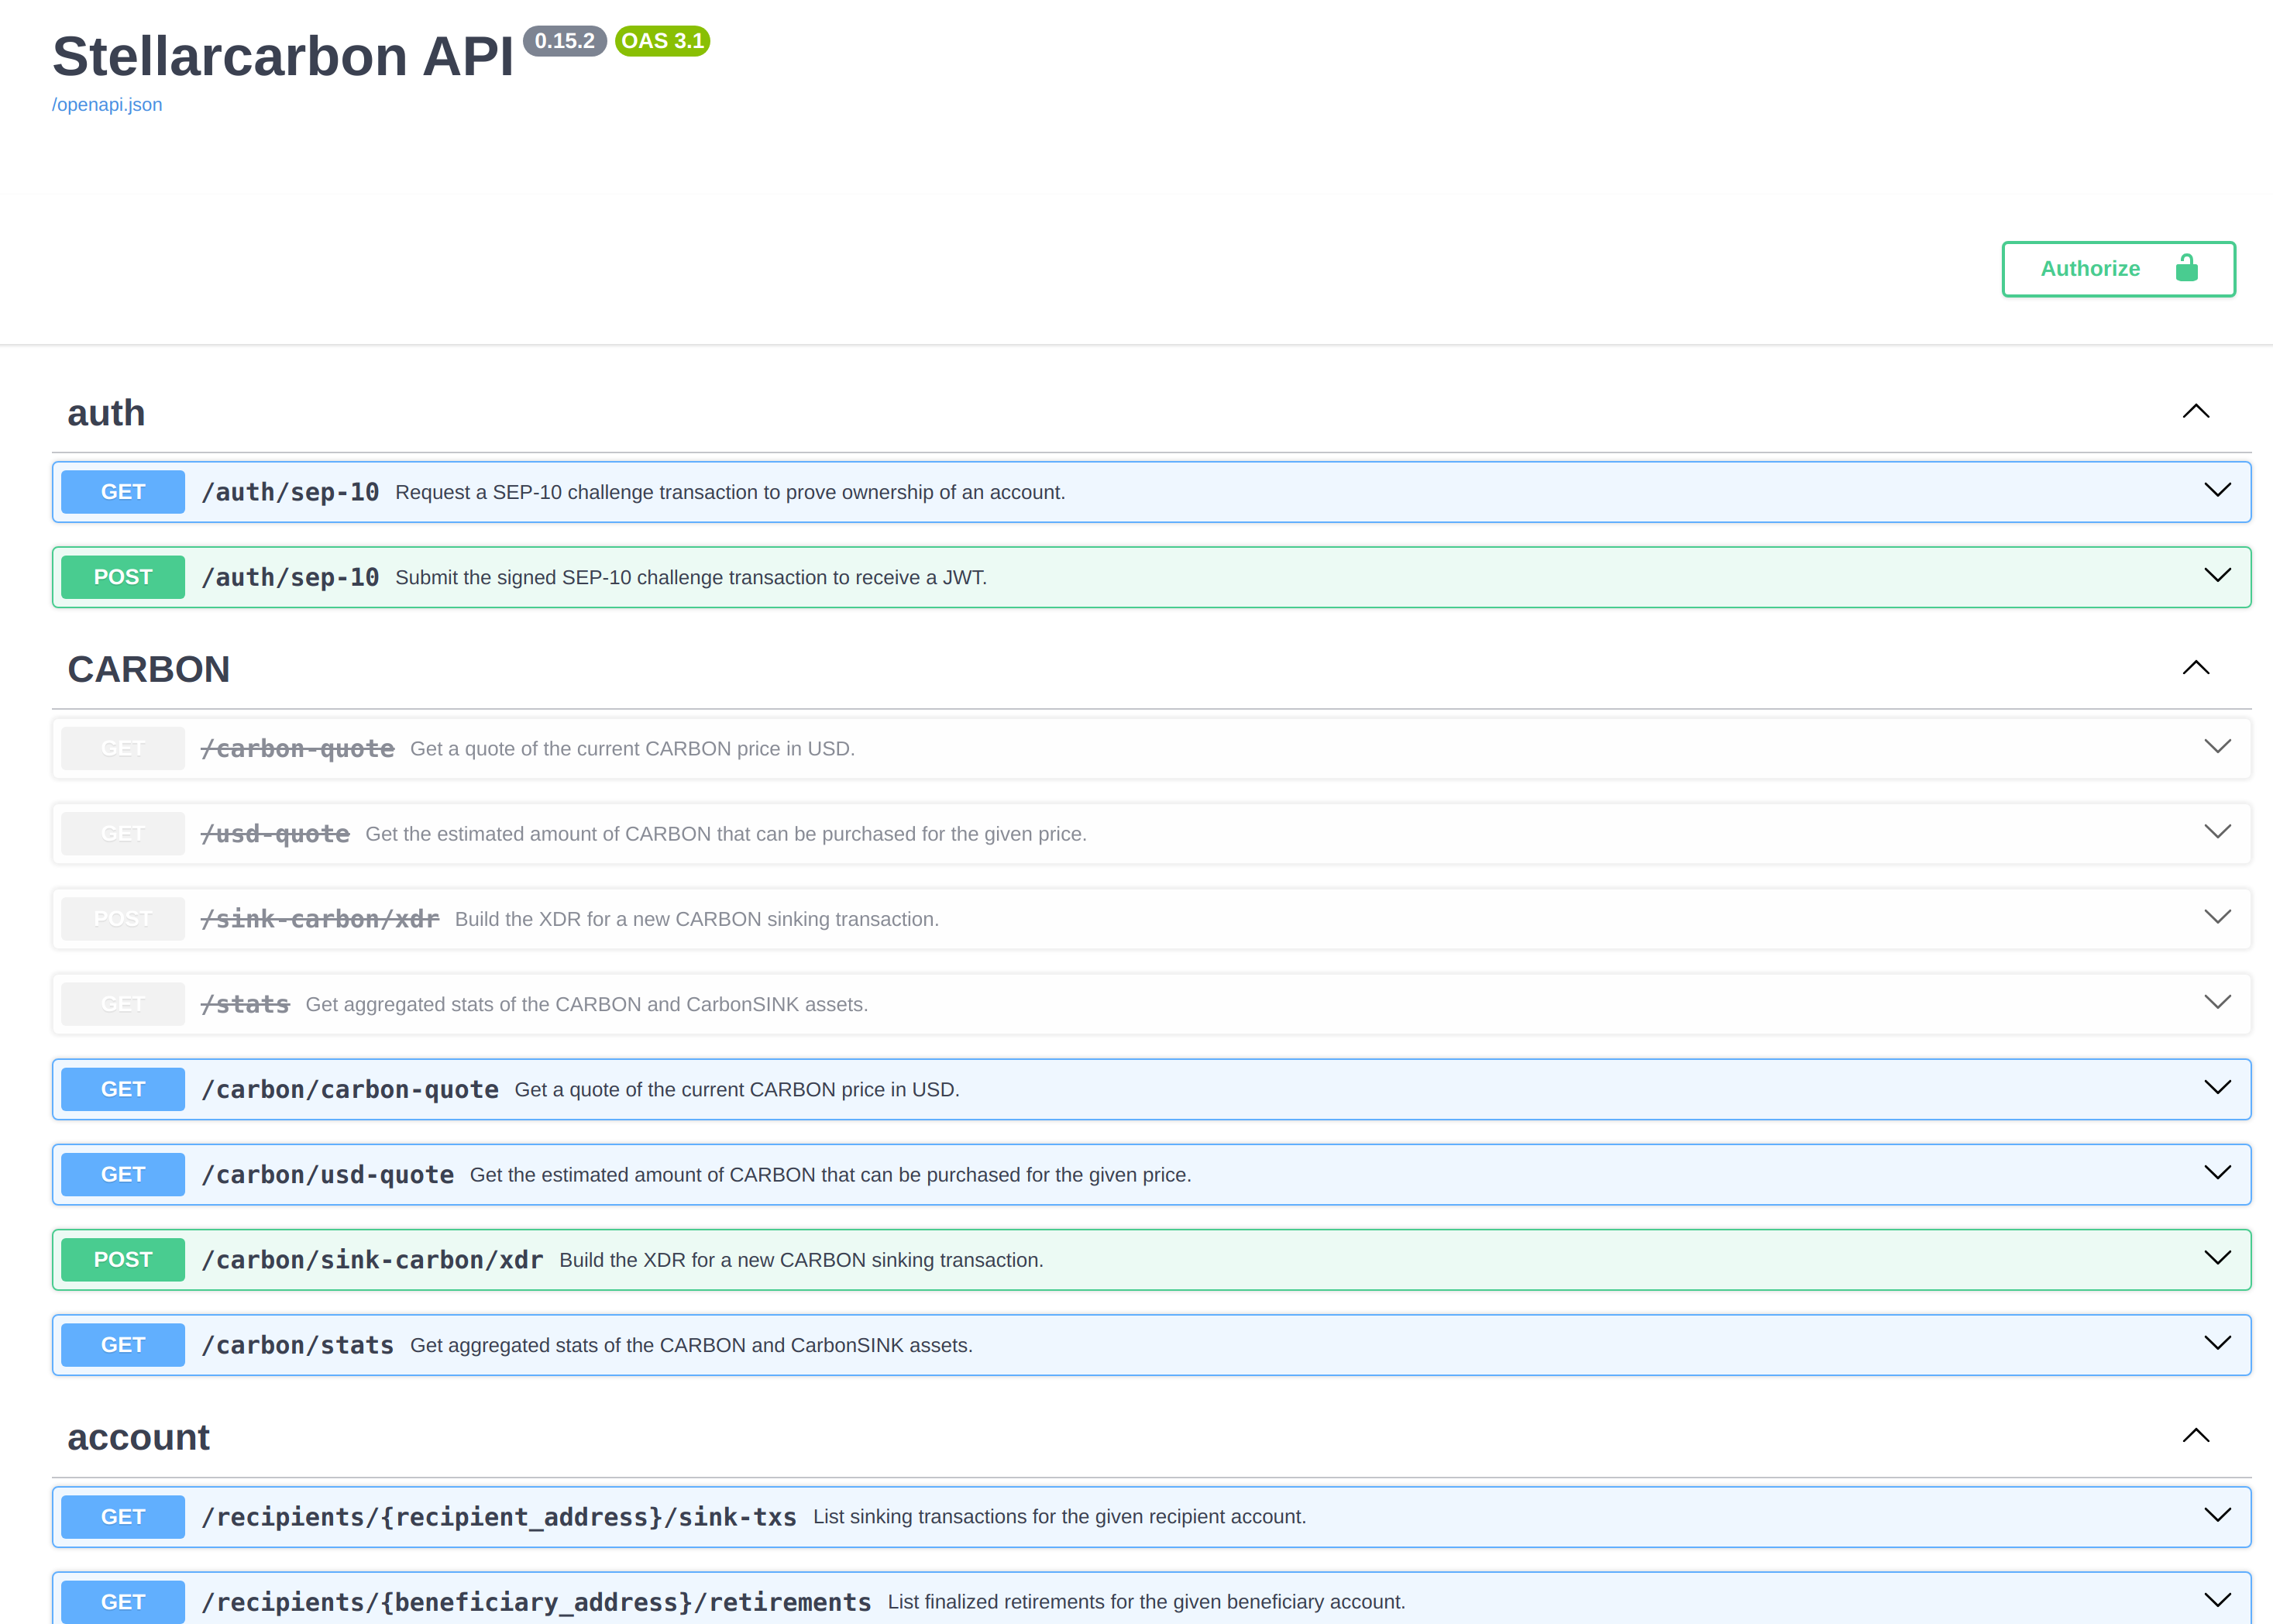 Stellarcarbon API 0.15.2 OAS 3.1
/openapi.json
Authorize
auth
GET /auth/sep-10 Request a SEP-10 challenge transaction to prove ownership of an account.
POST /auth/sep-10 Submit the signed SEP-10 challenge transaction to receive a JWT.
CARBON
GET /carbon-quote Get a quote of the current CARBON price in USD.
GET /usd-quote Get the estimated amount of CARBON that can be purchased for the given price.
POST /sink-carbon/xdr Build the XDR for a new CARBON sinking transaction.
GET /stats Get aggregated stats of the CARBON and CarbonSINK assets.
GET /carbon/carbon-quote Get a quote of the current CARBON price in USD.
GET /carbon/usd-quote Get the estimated amount of CARBON that can be purchased for the given price.
POST /carbon/sink-carbon/xdr Build the XDR for a new CARBON sinking transaction.
GET /carbon/stats Get aggregated stats of the CARBON and CarbonSINK assets.
account
GET /recipients/{recipient_address}/sink-txs List sinking transactions for the given recipient account.
GET /recipients/{beneficiary_address}/retirements List finalized retirements for the given beneficiary account.